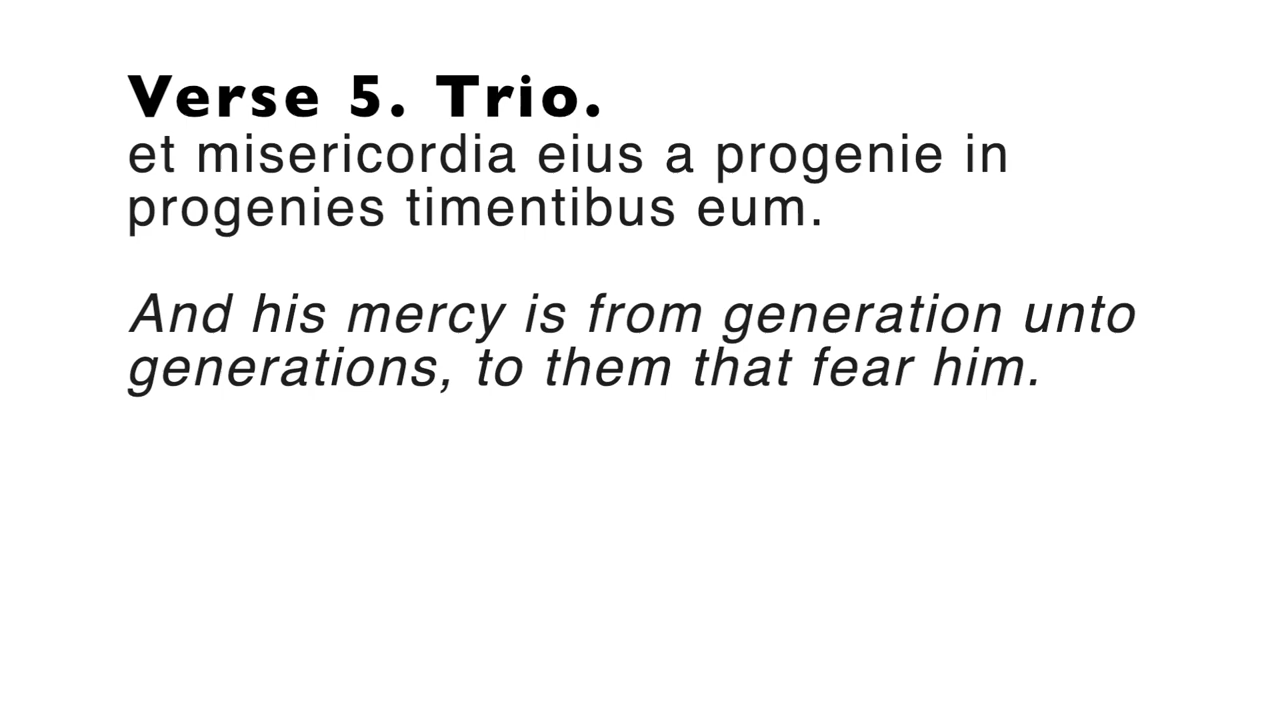 Verse 5. Trio.
et misericordia eius a progenie in
progenies timentibus eum.
And his mercy is from generation unto
generations, to them that fear him.